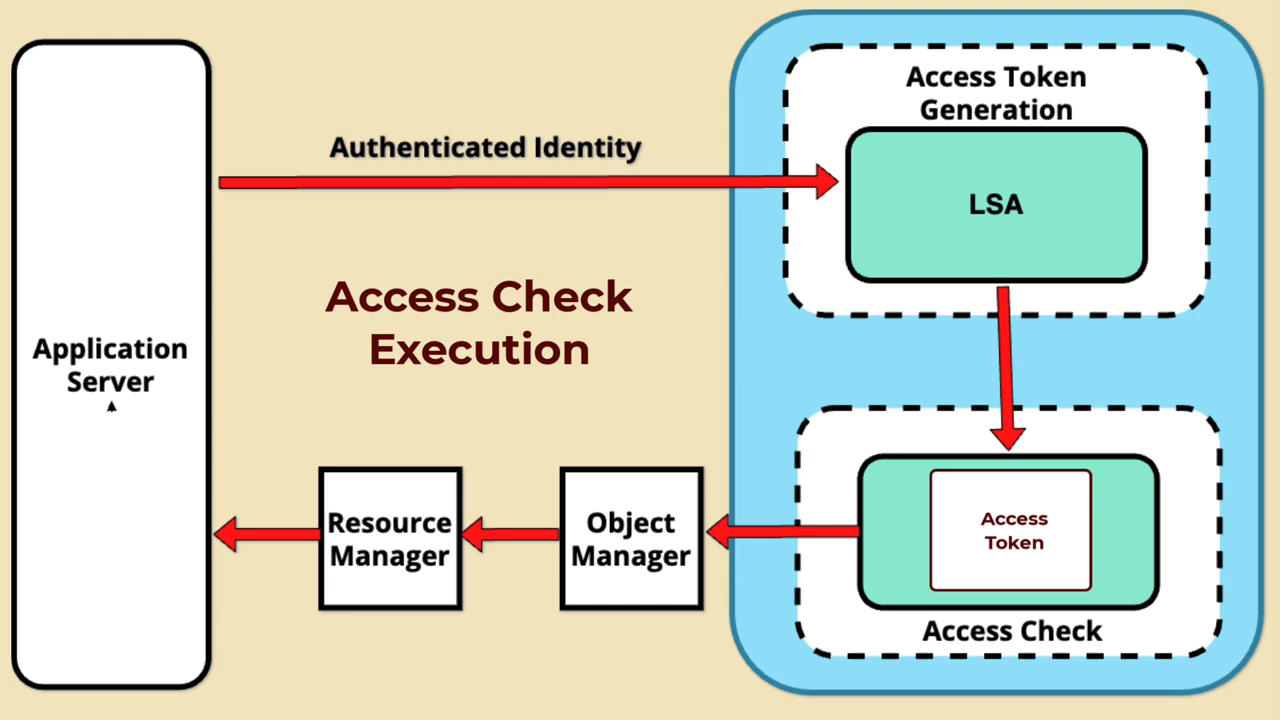 Access Token
Generation
Authenticated Identity
LSA
Access Check
Execution
Application
Server
Resource
Manager
Object
Manager
Access
Token
Access Check